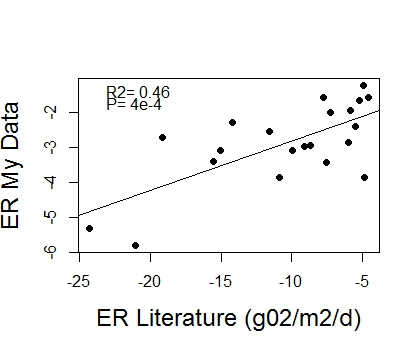 R2= 0.46
P= 4e-4
ER My Data
-2
-3
-4
-5
-6
-25 -20 -15 -10 -5
ER Literature (g02/m2/d)